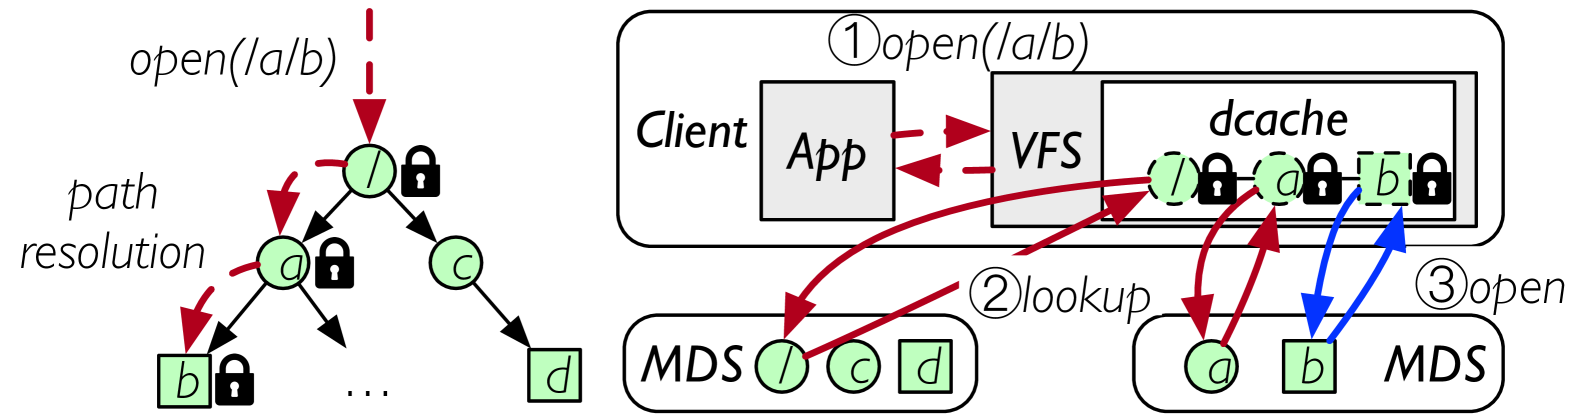 open(/a/b)
/
path
resolution
a
c
b
...
d
①open(/a/b)
Client
App
VFS
dcache
/
a
b
②lookup
③open
MDS
/
c
d
a
b
MDS